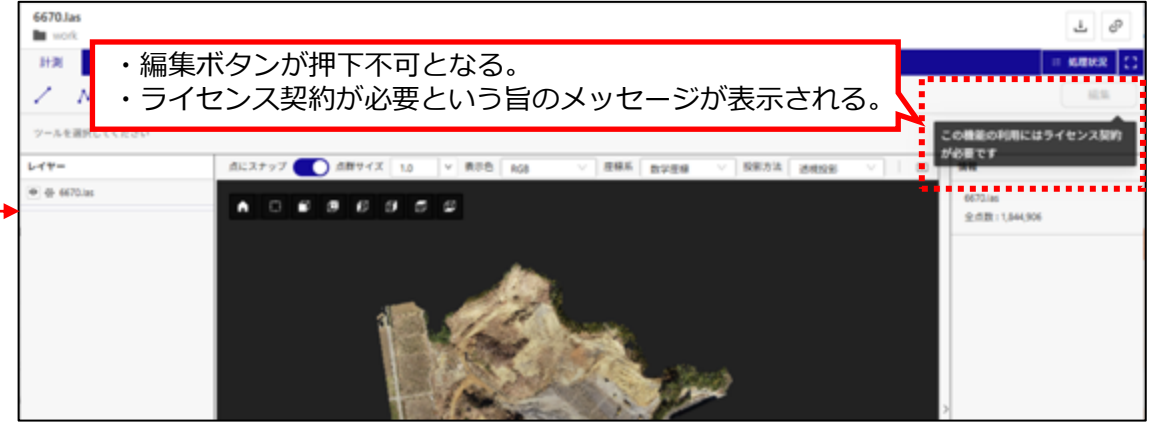 6670.las
work
計測
処理状況
・編集ボタンが押下不可となる。
・ライセンス契約が必要という旨のメッセージが表示される。
編集
ツールを選択してください
この機能の利用にはライセンス契約
が必要です
レイヤー
点にスナップ 点群サイズ 1.0 表示色 RGB 座標系 数学座標 投影方法 透視投影
情報
6670.las
6670.las
全点数 : 1,844,906